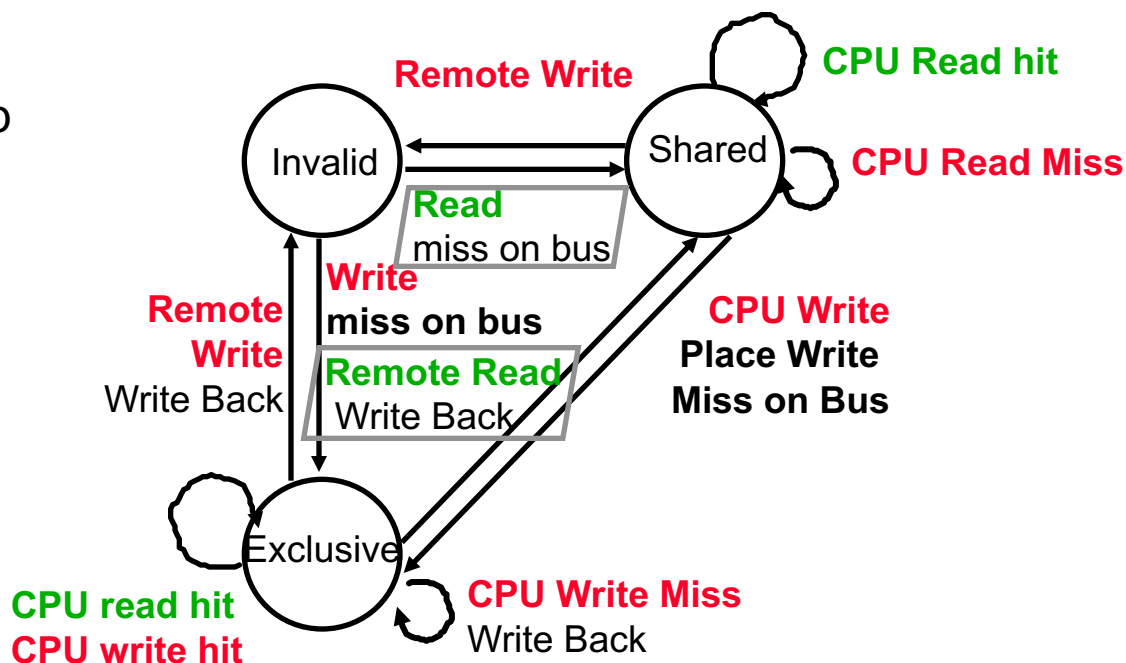 Remote Write
CPU Read hit
Invalid
Shared
CPU Read Miss
Read
miss on bus
Write
miss on bus
Remote
Write
Write Back
Remote Read
Write Back
CPU Write
Place Write
Miss on Bus
Exclusive
CPU read hit
CPU write hit
CPU Write Miss
Write Back